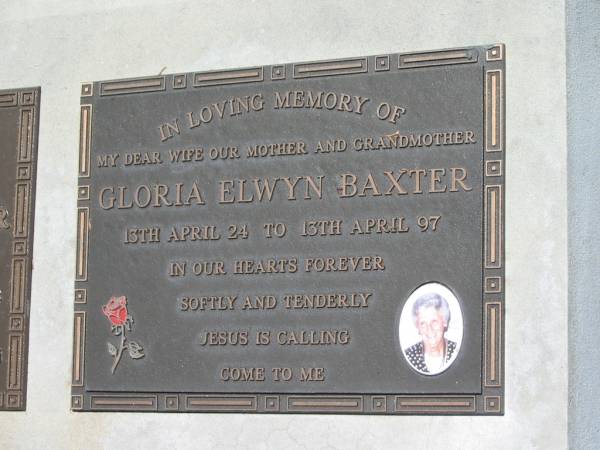 IN LOVING MEMORY OF
MY DEAR WIFE OUR MOTHER AND GRANDMOTHER
GLORIA ELWYN BAXTER
13TH APRIL 24 TO 13TH APRIL 97
IN OUR HEARTS FOREVER
SOFTLY AND TENDERLY
JESUS IS CALLING
COME TO ME